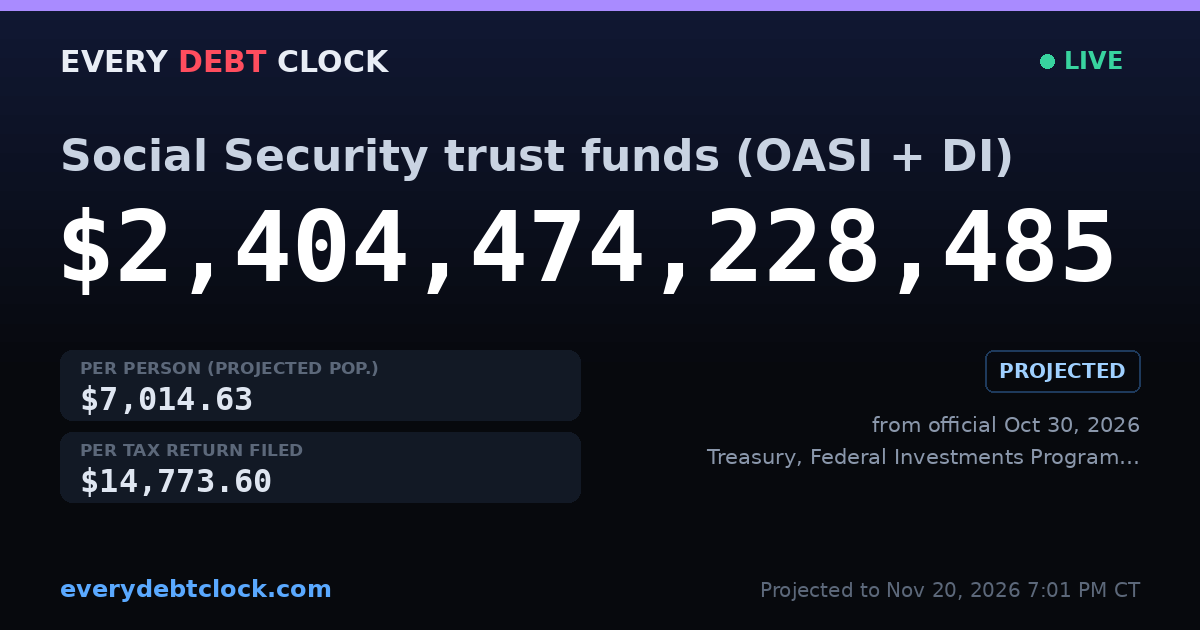 EVERY DEBT CLOCK
LIVE
Social Security trust funds (OASI + DI)
$2,404,474,228,485
PER PERSON (PROJECTED POP.)
$7,014.63
PER TAX RETURN FILED
$14,773.60
PROJECTED
from official Oct 30, 2026
Treasury, Federal Investments Program…
everydebtclock.com
Projected to Nov 20, 2026 7:01 PM CT